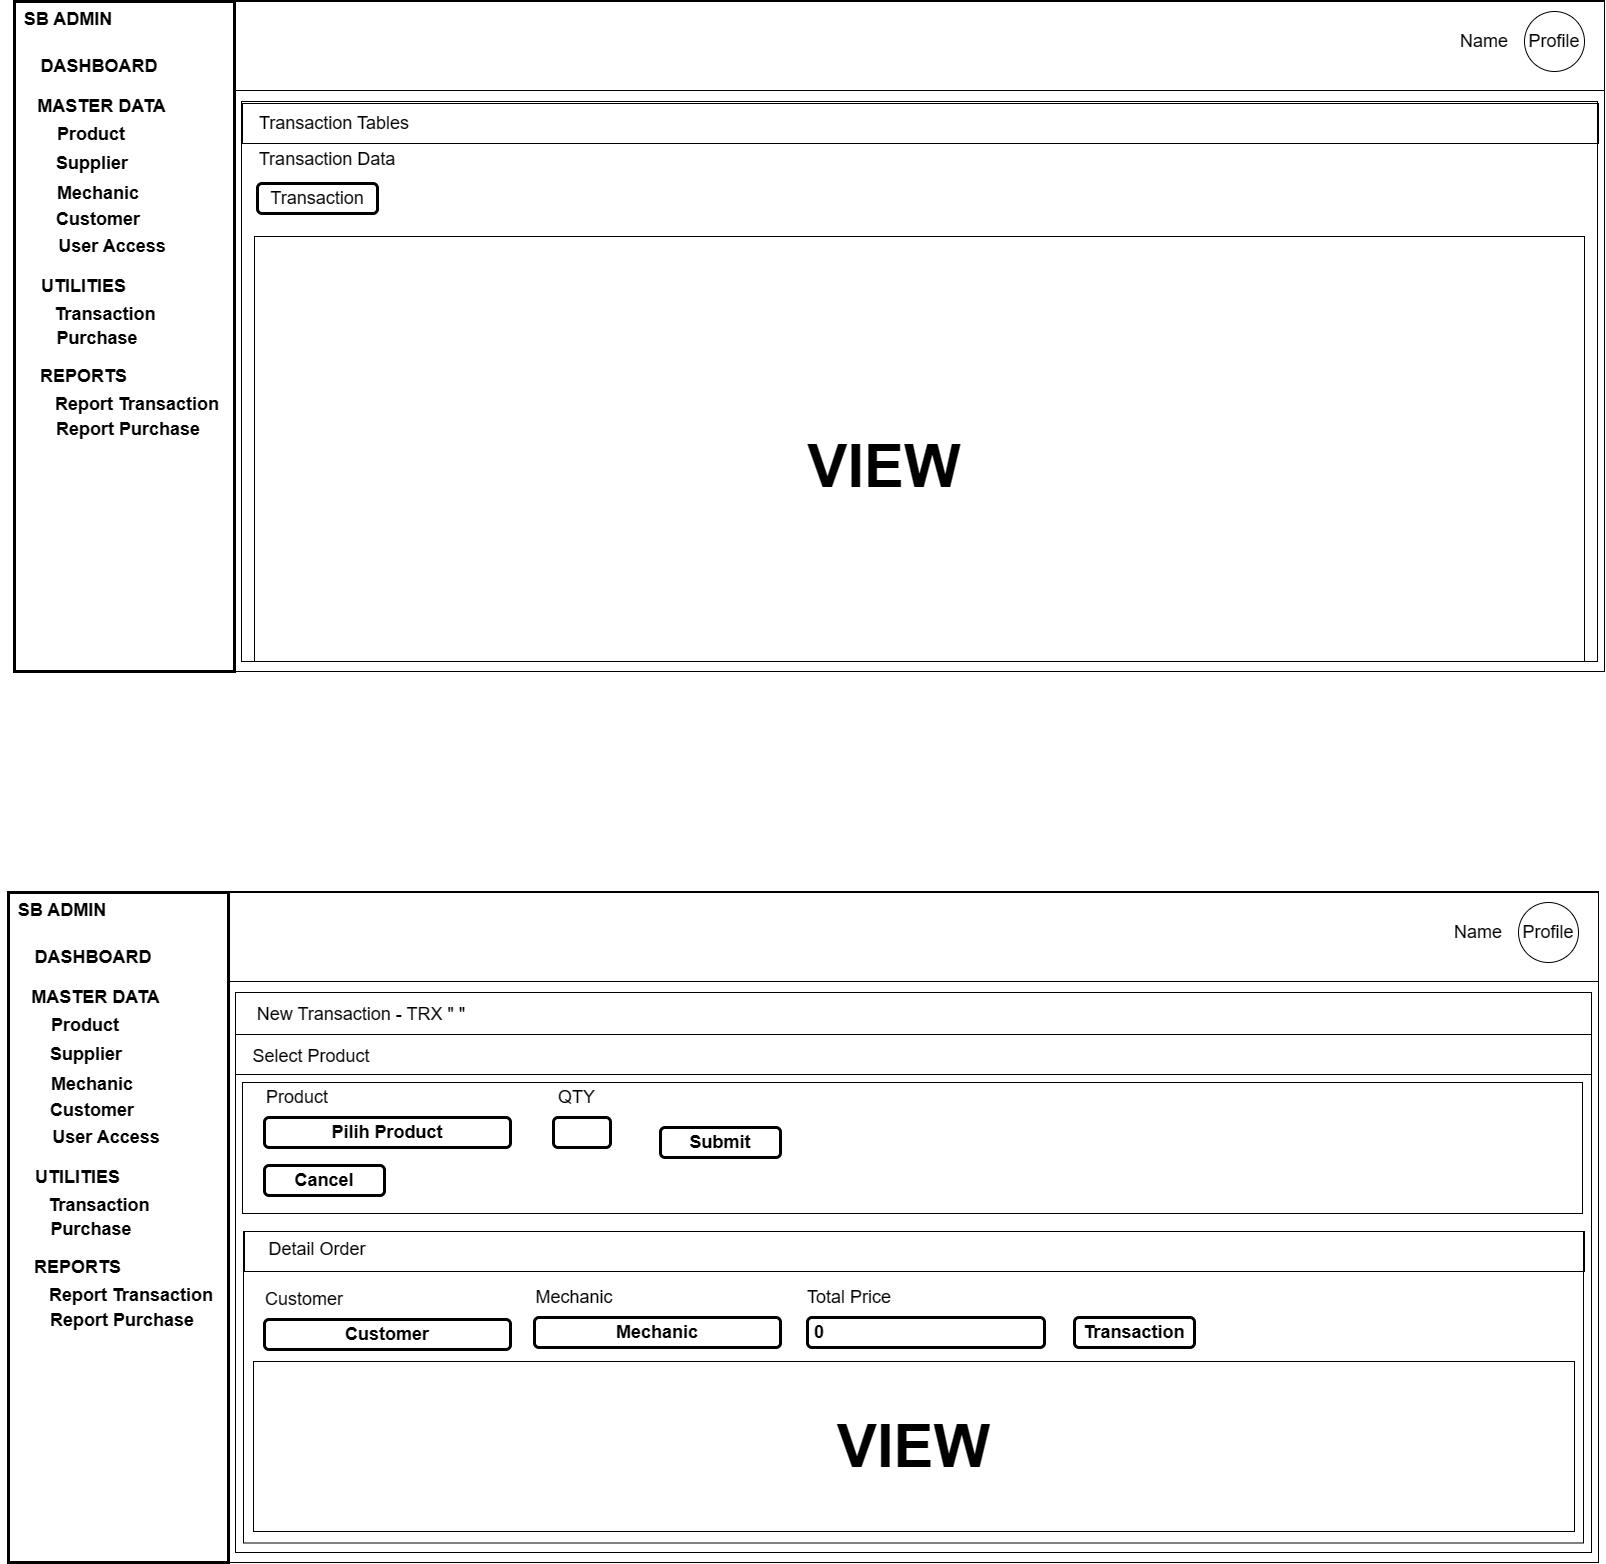 SB ADMIN
DASHBOARD
MASTER DATA
Product
Supplier
Mechanic
Customer
User Access
UTILITIES
Transaction
Purchase
REPORTS
Report Transaction
Report Purchase
Name
Profile
Transaction Tables
Transaction Data
Transaction
VIEW
SB ADMIN
DASHBOARD
MASTER DATA
Product
Supplier
Mechanic
Customer
User Access
UTILITIES
Transaction
Purchase
REPORTS
Report Transaction
Report Purchase
Name
Profile
New Transaction - TRX " "
Select Product
Product
QTY
Pilih Product
Submit
Cancel
Detail Order
Customer
Mechanic
Total Price
Customer
Mechanic
0
Transaction
VIEW